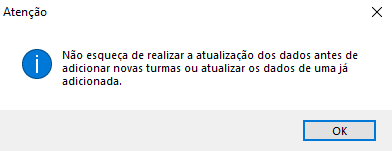 Atenção
Não esqueça de realizar a atualização dos dados antes de
adicionar novas turmas ou atualizar os dados de uma já
adicionada.
OK